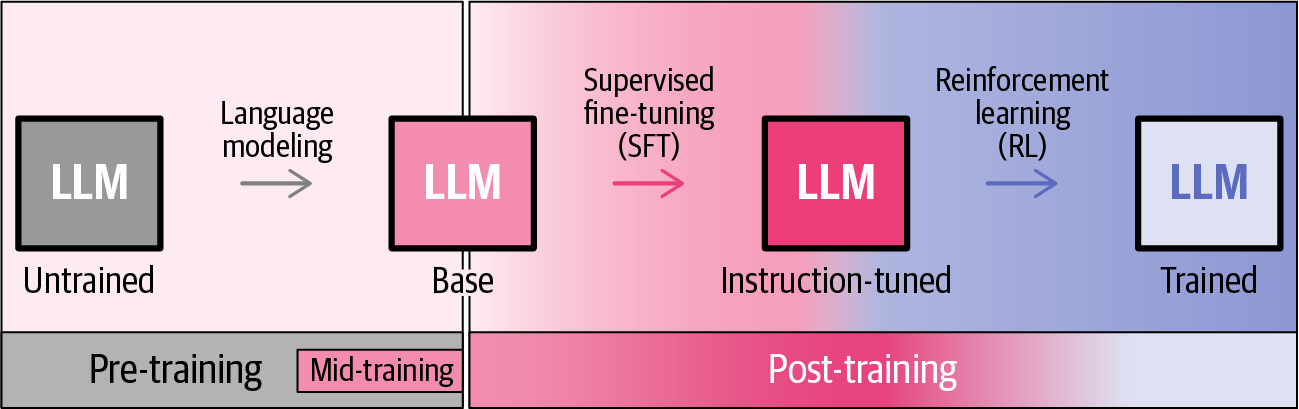 Language
modeling
Supervised
fine-tuning
(SFT)
Reinforcement
learning
(RL)
LLM
LLM
LLM
LLM
Untrained
Base
Instruction-tuned
Trained
Pre-training
Mid-training
Post-training